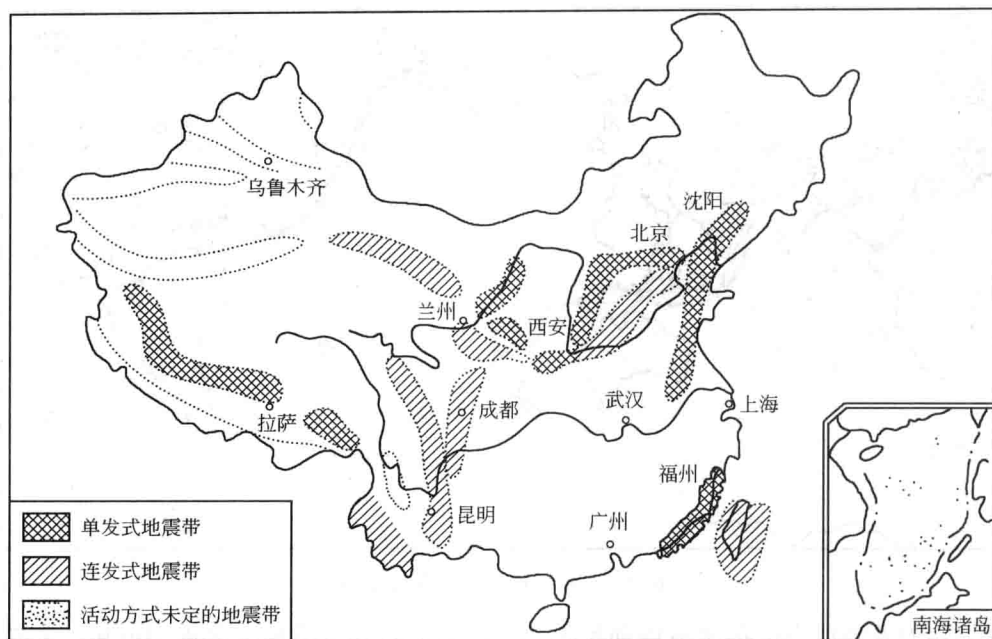 乌鲁木齐
沈阳
北京
兰州
西安
拉萨
成都
武汉
上海
福州
昆明
广州
单发式地震带
连发式地震带
活动方式未定的地震带
南海诸岛